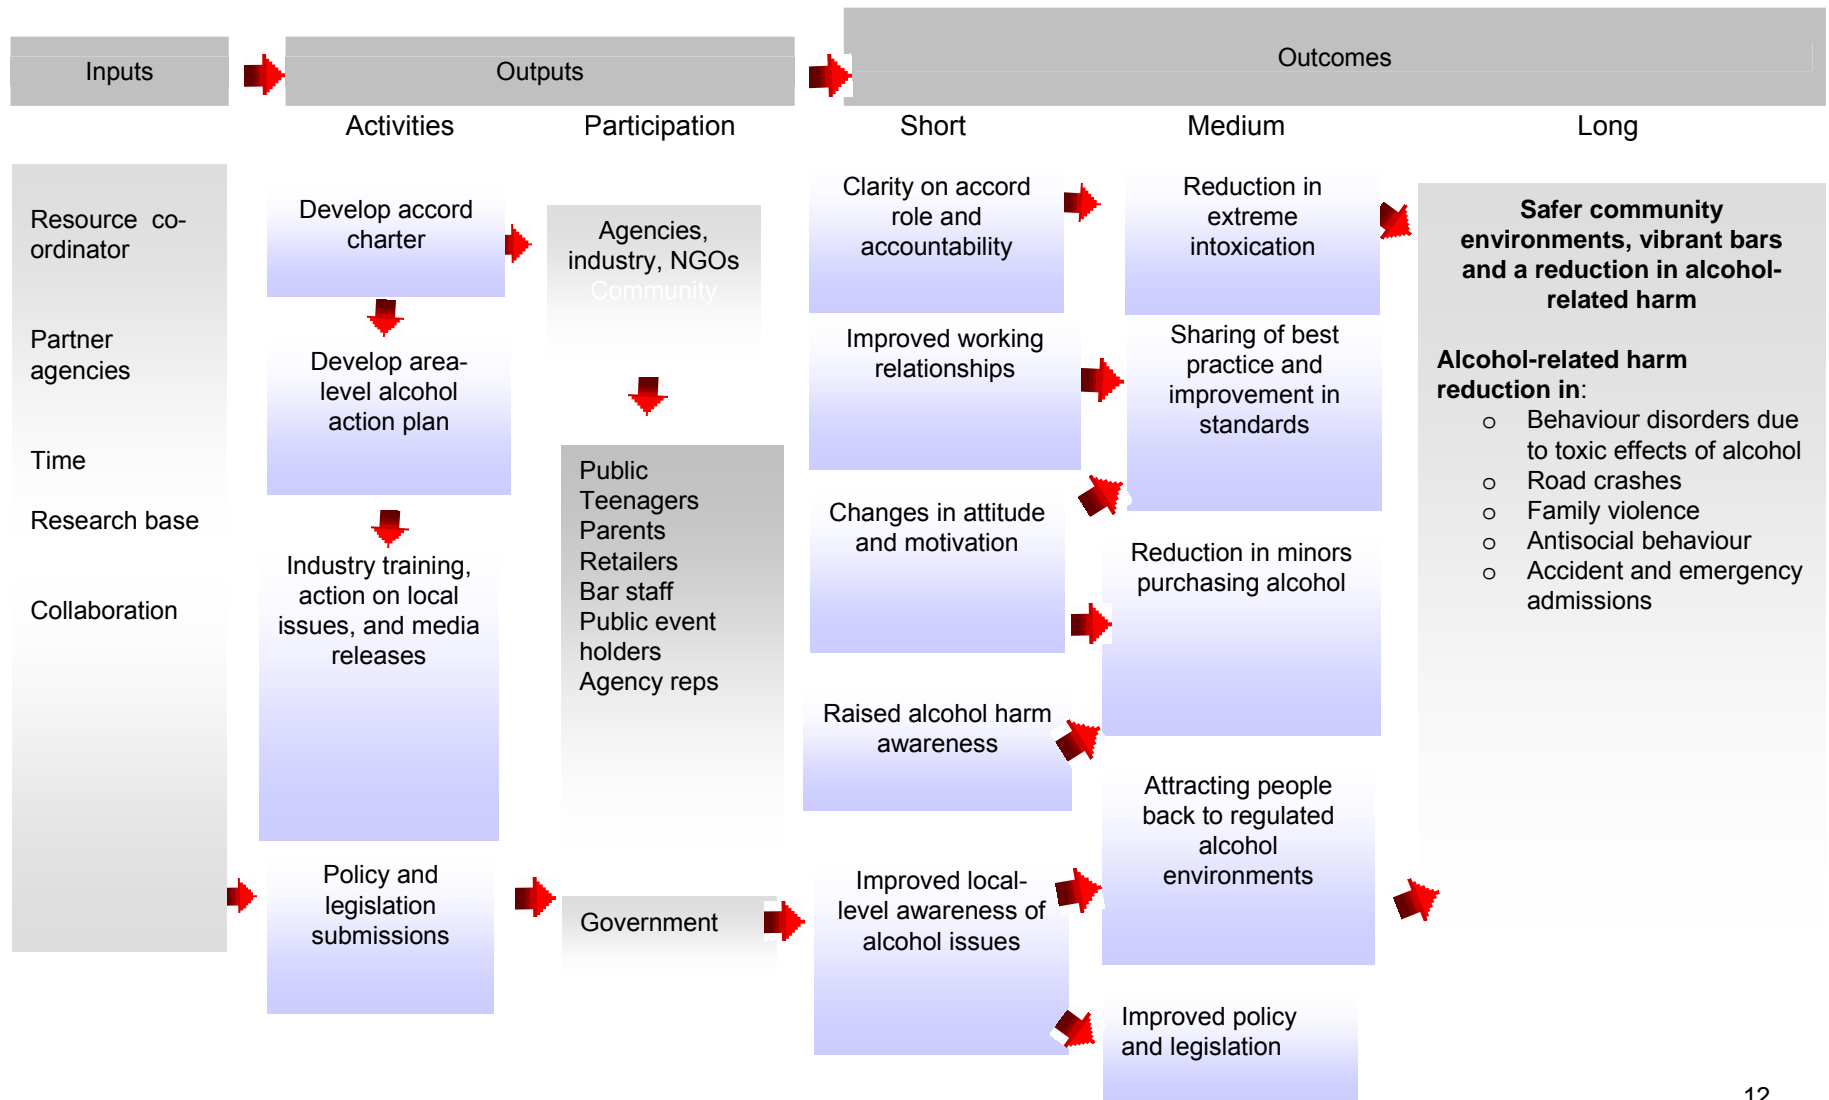 Inputs
Outputs
Outcomes
Activities
Participation
Short
Medium
Long
Resource co-
ordinator
Partner
agencies
Time
Research base
Collaboration
Develop accord
charter
Develop area-
level alcohol
action plan
Industry training,
action on local
issues, and media
releases
Policy and
legislation
submissions
Agencies,
industry, NGOs
Community
Public
Teenagers
Parents
Retailers
Bar staff
Public event
holders
Agency reps
Government
Clarity on accord
role and
accountability
Improved working
relationships
Changes in attitude
and motivation
Raised alcohol harm
awareness
Improved local-
level awareness of
alcohol issues
Reduction in
extreme
intoxication
Sharing of best
practice and
improvement in
standards
Reduction in minors
purchasing alcohol
Attracting people
back to regulated
alcohol
environments
Improved policy
and legislation
Safer community
environments, vibrant bars
and a reduction in alcohol-
related harm
Alcohol-related harm
reduction in:
o Behaviour disorders due
to toxic effects of alcohol
o Road crashes
o Family violence
o Antisocial behaviour
o Accident and emergency
admissions
12